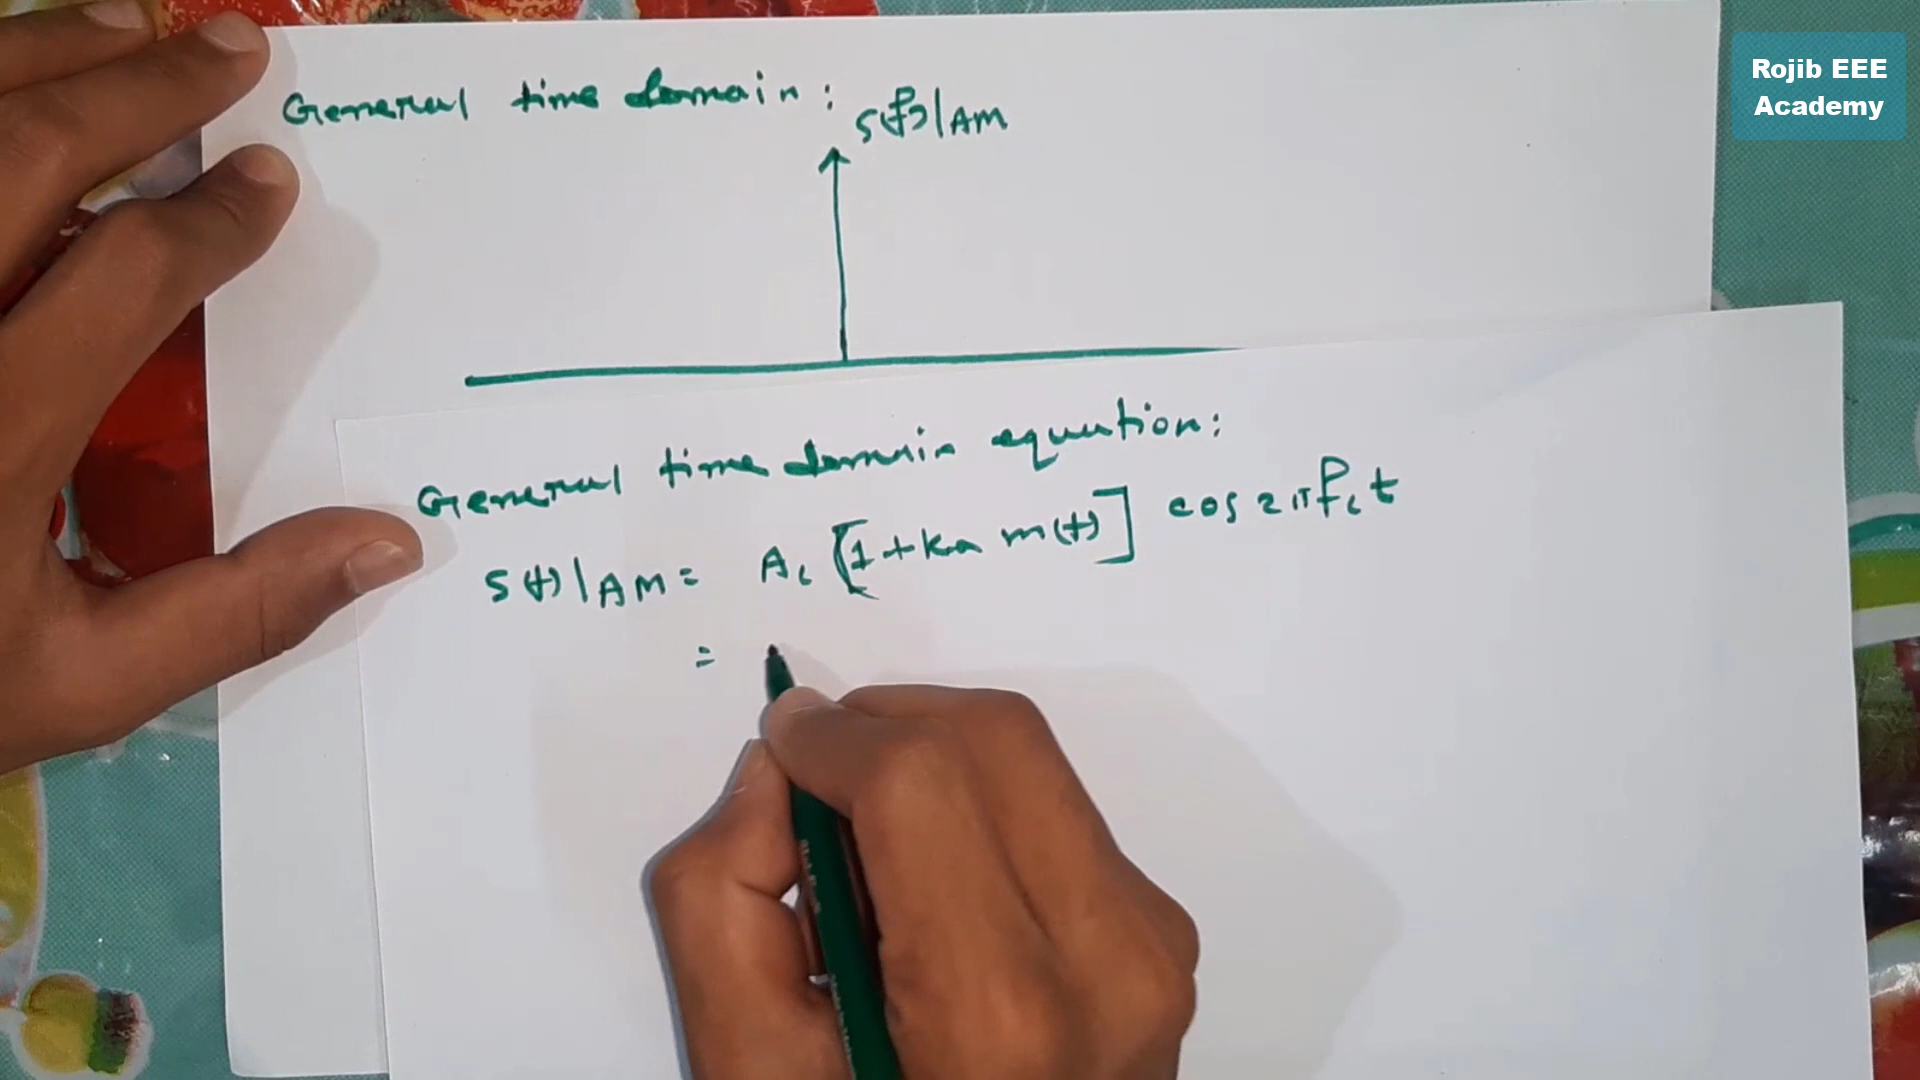 Rojib EEE
Academy
General time domain:
S(f)|AM
General time domain equation:
S(t)|AM = Ac [1+ka m(t)] cos 2πfct
=